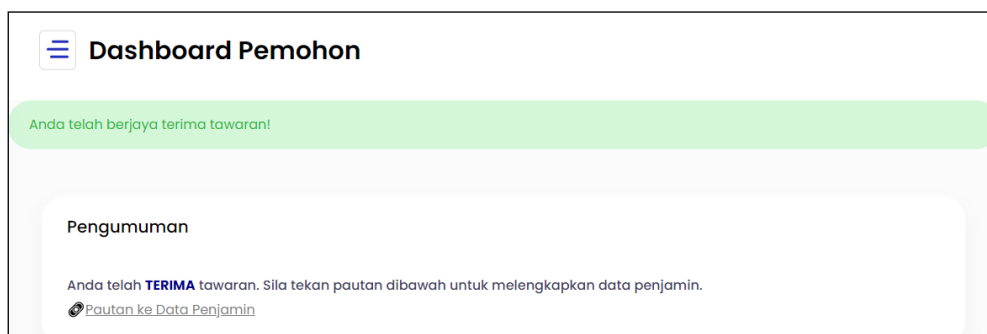 Dashboard Pemohon
Anda telah berjaya terima tawaran!
Pengumuman
Anda telah TERIMA tawaran. Sila tekan pautan dibawah untuk melengkapkan data penjamin.
Pautan ke Data Penjamin